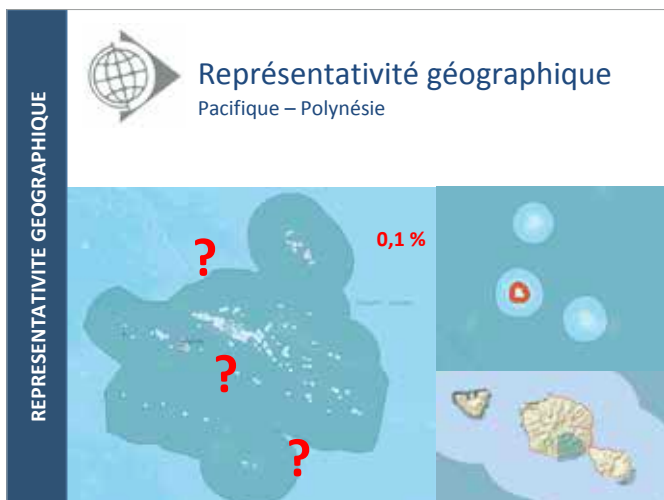 REPRESENTATIVITE GEOGRAPHIQUE
Représentativité géographique
Pacifique – Polynésie
0,1 %
?
?
?